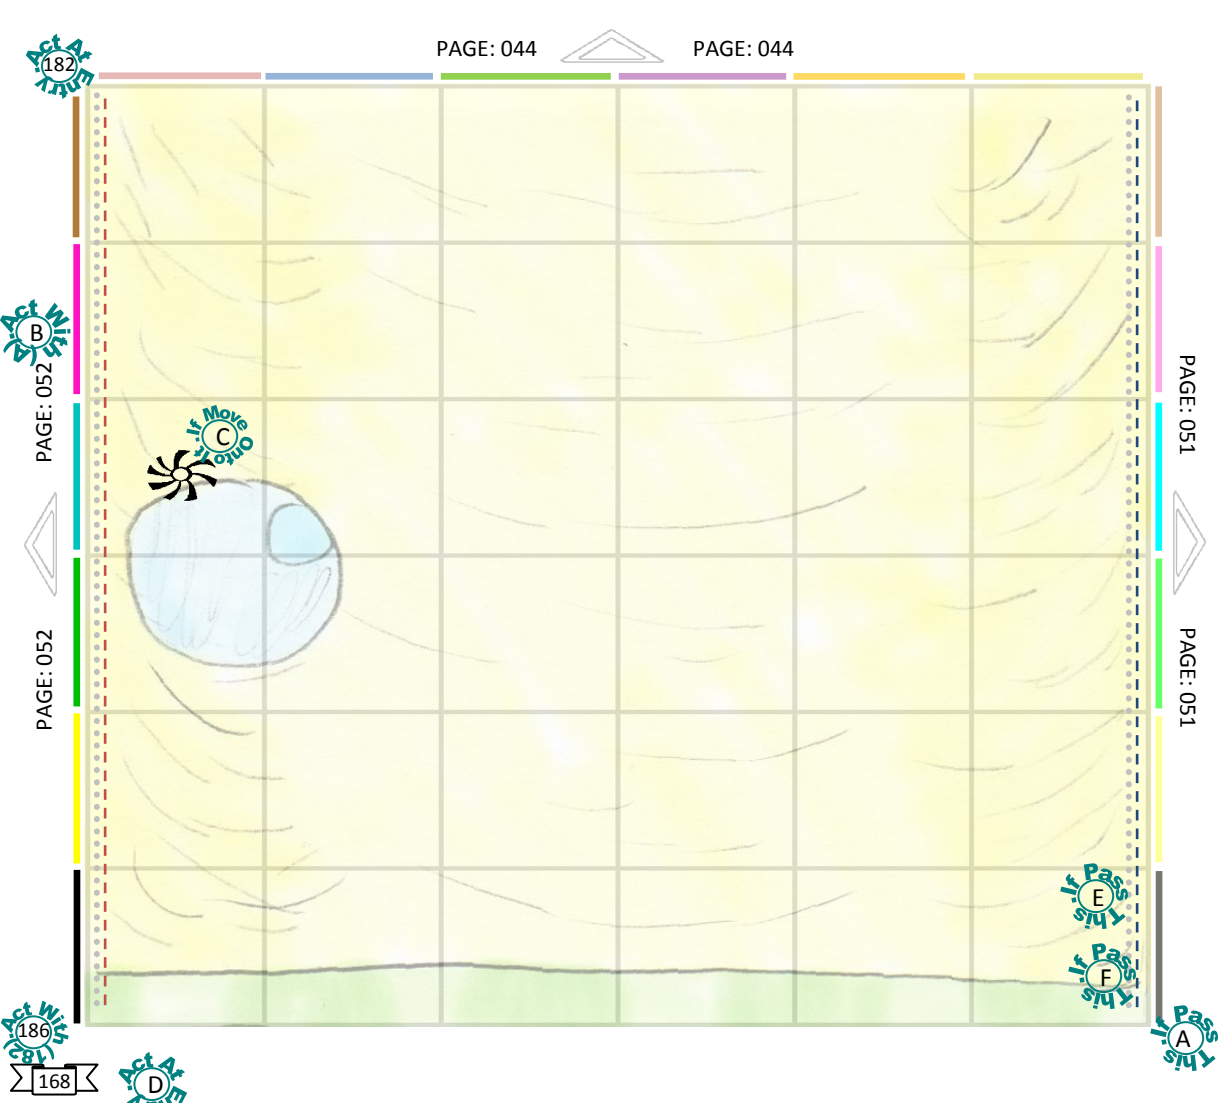 PAGE: 044
PAGE: 044
Act At
182
Entry.
Act With
B
(A).
PAGE: 052
PAGE: 051
.If Move
C
Onto It
PAGE: 052
PAGE: 051
.If Pass
E
This
.If Pass
F
This
Act With
186
(182).
.If Pass
A
This
168
Act At
D